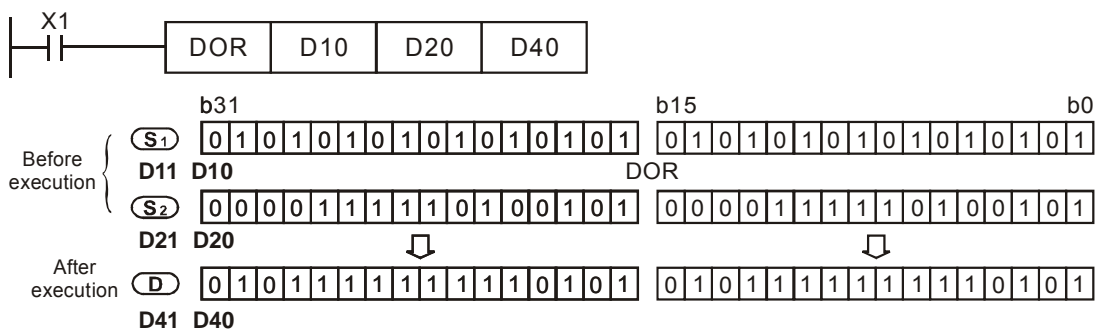 X1
DOR D10 D20 D40
b31 b15 b0
Before execution
S1 0 1 0 1 0 1 0 1 0 1 0 1 0 1 0 1 0 1 0 1 0 1 0 1 0 1 0 1 0 1 0 1
D11 D10 DOR
S2 0 0 0 0 1 1 1 1 1 0 1 0 0 1 0 1 0 0 0 0 1 1 1 1 1 0 1 0 0 1 0 1
D21 D20
After execution
D 0 1 0 1 1 1 1 1 1 1 1 1 0 1 0 1 0 1 0 1 1 1 1 1 1 1 1 1 0 1 0 1
D41 D40